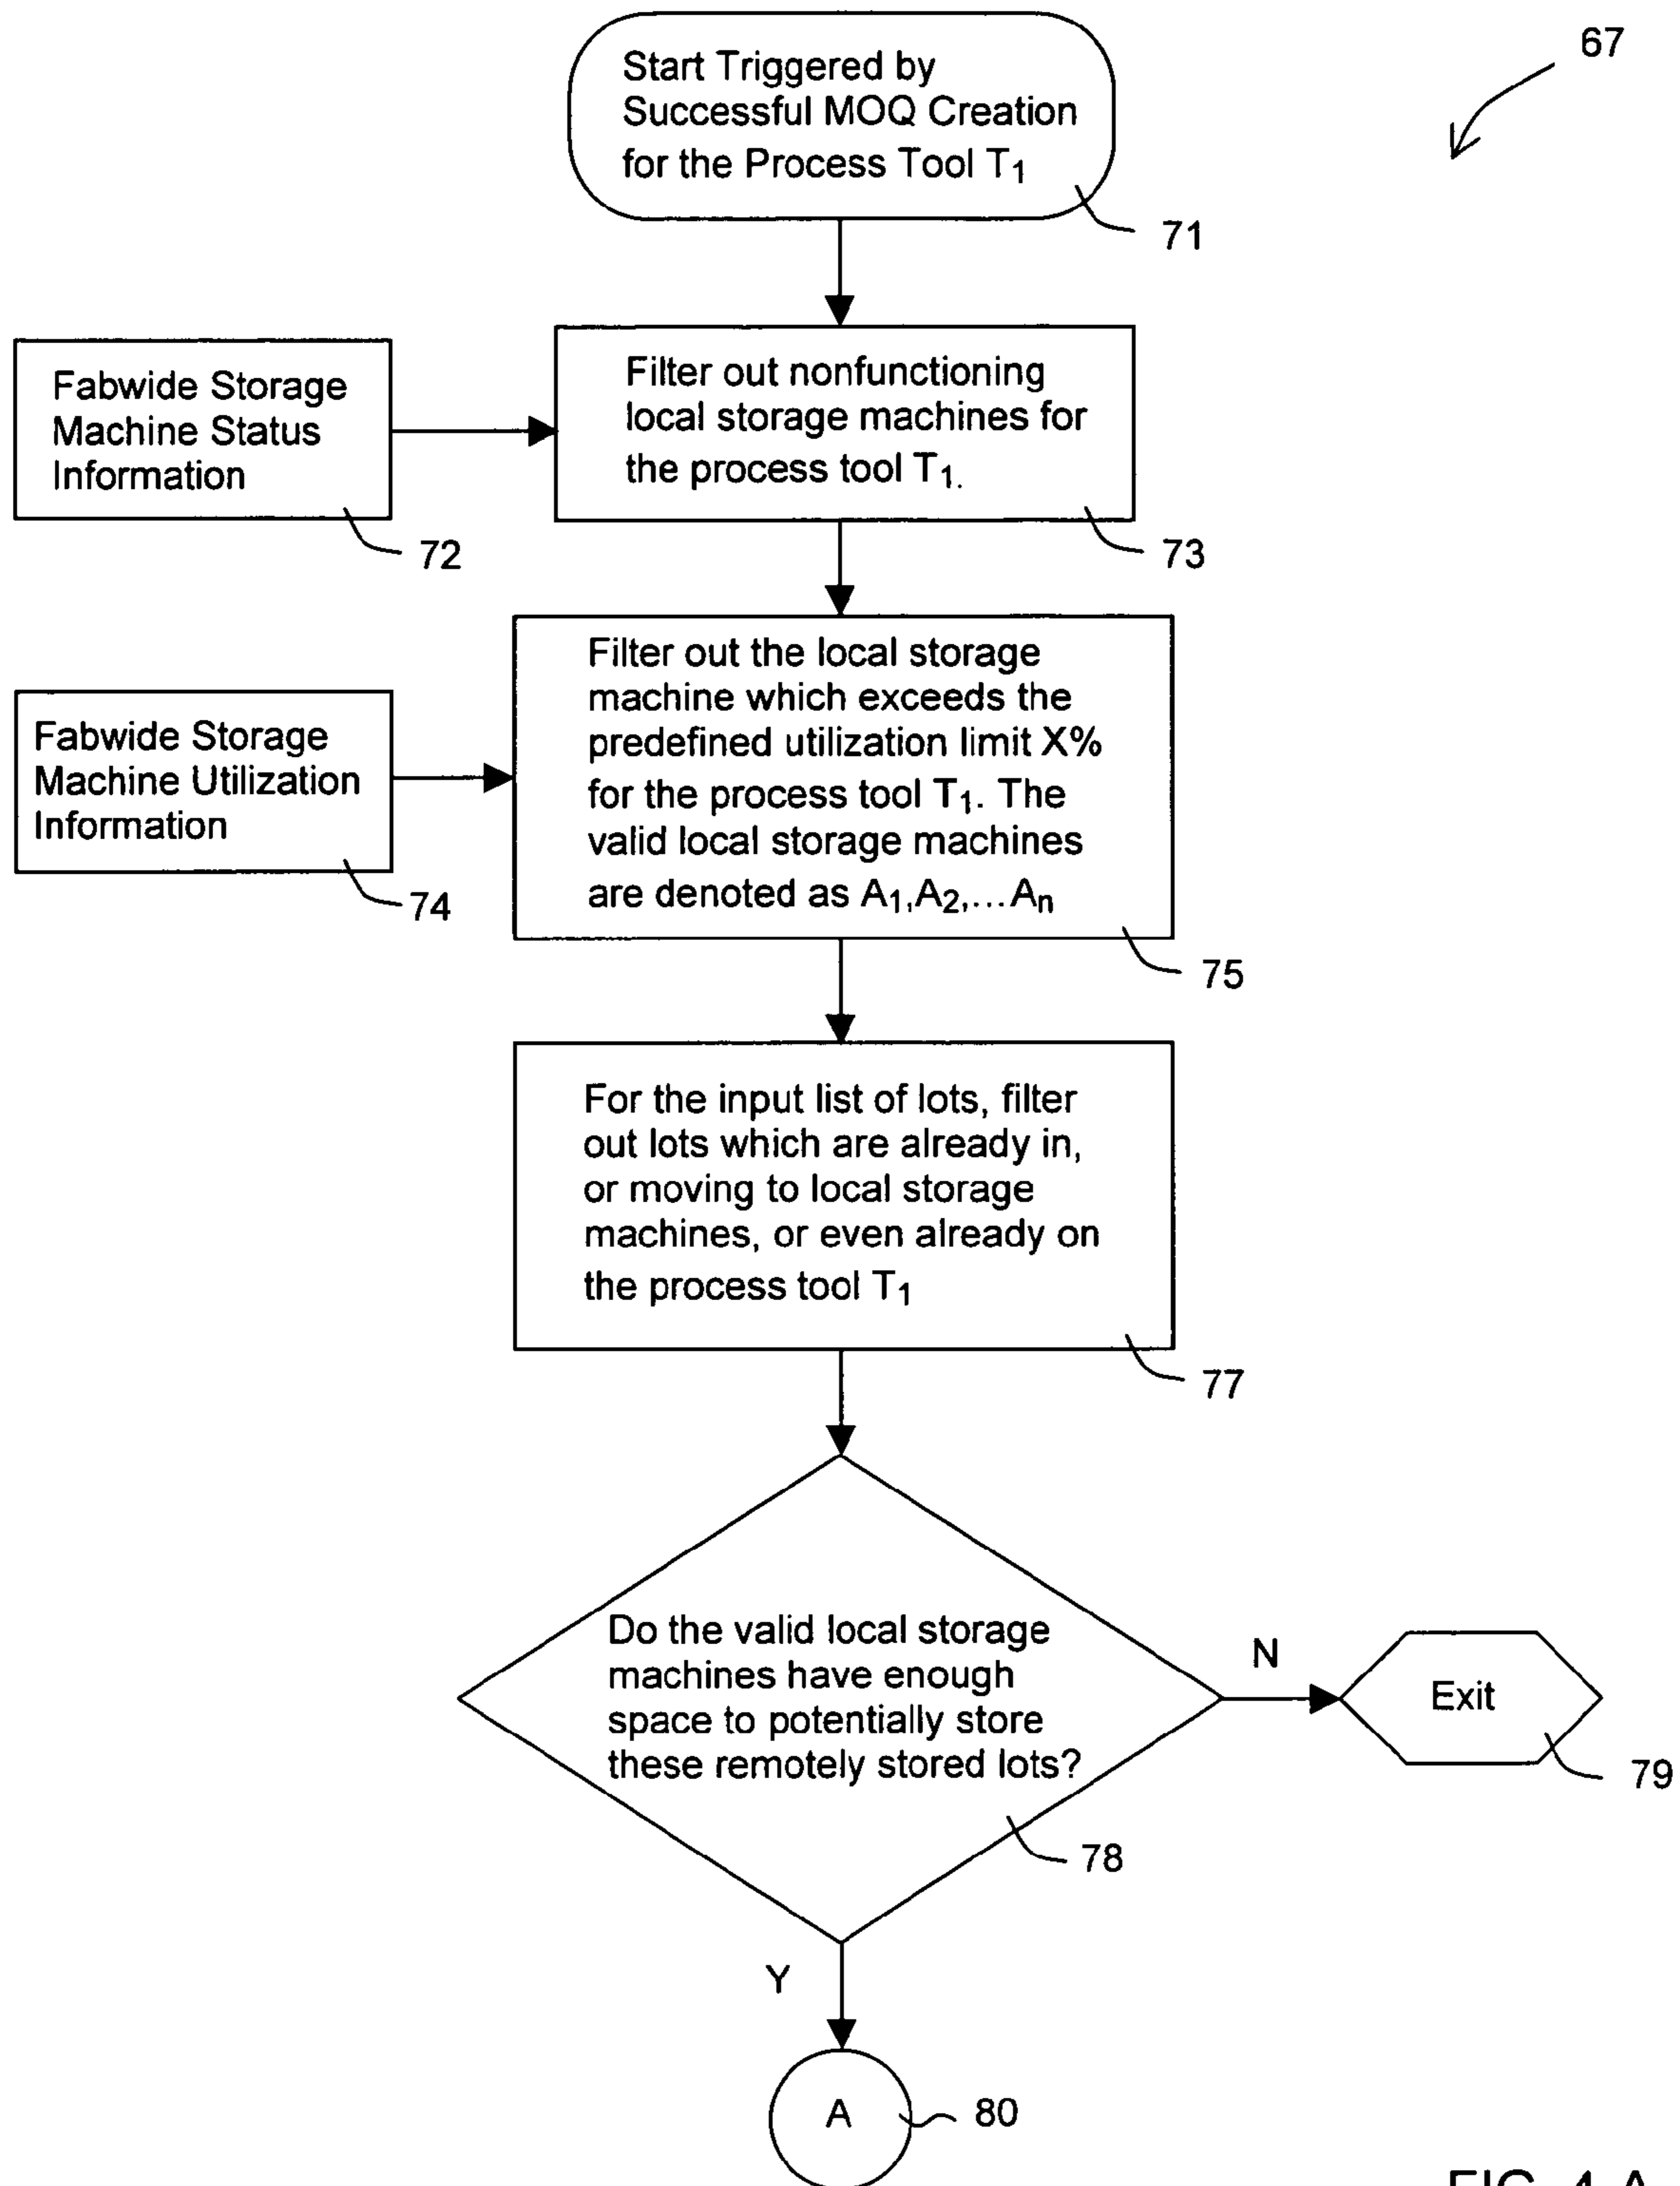 67
Start Triggered by
Successful MOQ Creation
for the Process Tool T1
71
Fabwide Storage
Machine Status
Information
72
Filter out nonfunctioning
local storage machines for
the process tool T1.
73
Fabwide Storage
Machine Utilization
Information
74
Filter out the local storage
machine which exceeds the
predefined utilization limit X%
for the process tool T1. The
valid local storage machines
are denoted as A1,A2,...An
75
For the input list of lots, filter
out lots which are already in,
or moving to local storage
machines, or even already on
the process tool T1
77
Do the valid local storage
machines have enough
space to potentially store
these remotely stored lots?
78
N
Exit
79
Y
A
80
FIG. 4-A